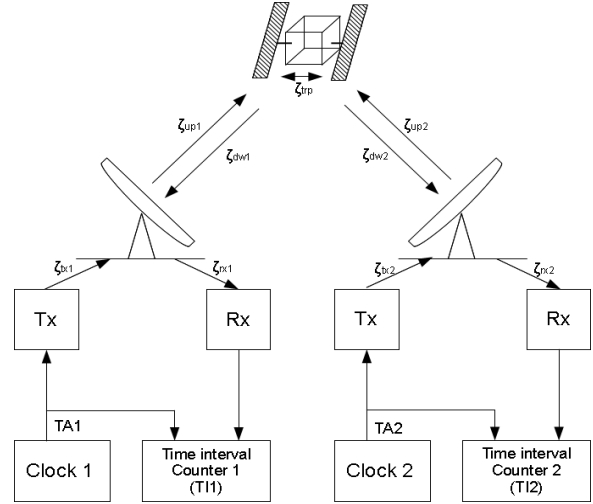 ζtrp
ζup1
ζup2
ζdw1
ζdw2
ζtx1
ζrx1
ζtx2
ζrx2
Tx
Rx
Tx
Rx
TA1
TA2
Clock 1
Time interval
Counter 1
(TI1)
Clock 2
Time interval
Counter 2
(TI2)